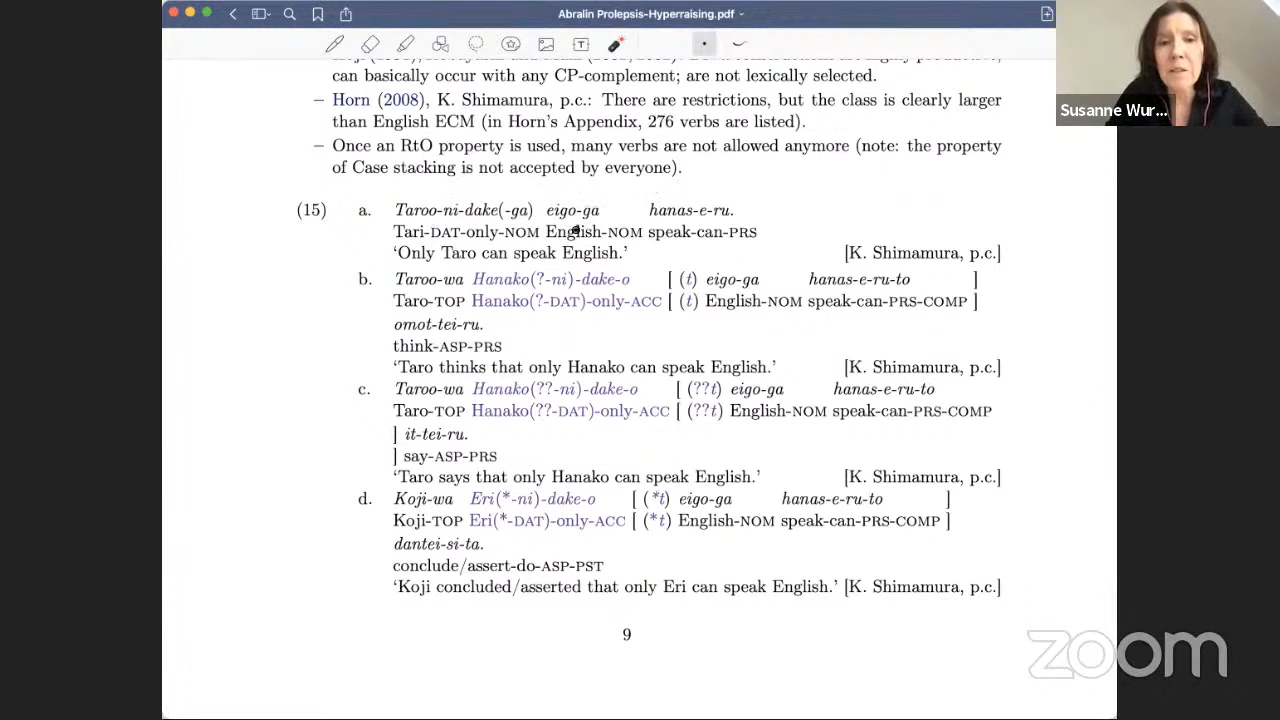 Abralin Prolepsis-Hyperraising.pdf
Susanne Wur...
can basically occur with any CP-complement; are not lexically selected.
– Horn (2008), K. Shimamura, p.c.: There are restrictions, but the class is clearly larger
than English ECM (in Horn's Appendix, 276 verbs are listed).
– Once an RtO property is used, many verbs are not allowed anymore (note: the property
of Case stacking is not accepted by everyone).
(15) a. Taroo-ni-dake(-ga) eigo-ga hanas-e-ru.
Tari-DAT-only-NOM English-NOM speak-can-PRS
‘Only Taro can speak English.’ [K. Shimamura, p.c.]
b. Taroo-wa Hanako(?-ni)-dake-o [ (t) eigo-ga hanas-e-ru-to ]
Taro-TOP Hanako(?-DAT)-only-ACC [ (t) English-NOM speak-can-PRS-COMP ]
omot-tei-ru.
think-ASP-PRS
‘Taro thinks that only Hanako can speak English.’ [K. Shimamura, p.c.]
c. Taroo-wa Hanako(??-ni)-dake-o [ (??t) eigo-ga hanas-e-ru-to
Taro-TOP Hanako(??-DAT)-only-ACC [ (??t) English-NOM speak-can-PRS-COMP
] it-tei-ru.
] say-ASP-PRS
‘Taro says that only Hanako can speak English.’ [K. Shimamura, p.c.]
d. Koji-wa Eri(*-ni)-dake-o [ (*t) eigo-ga hanas-e-ru-to ]
Koji-TOP Eri(*-DAT)-only-ACC [ (*t) English-NOM speak-can-PRS-COMP ]
dantei-si-ta.
conclude/assert-do-ASP-PST
‘Koji concluded/asserted that only Eri can speak English.’ [K. Shimamura, p.c.]
9
zoom